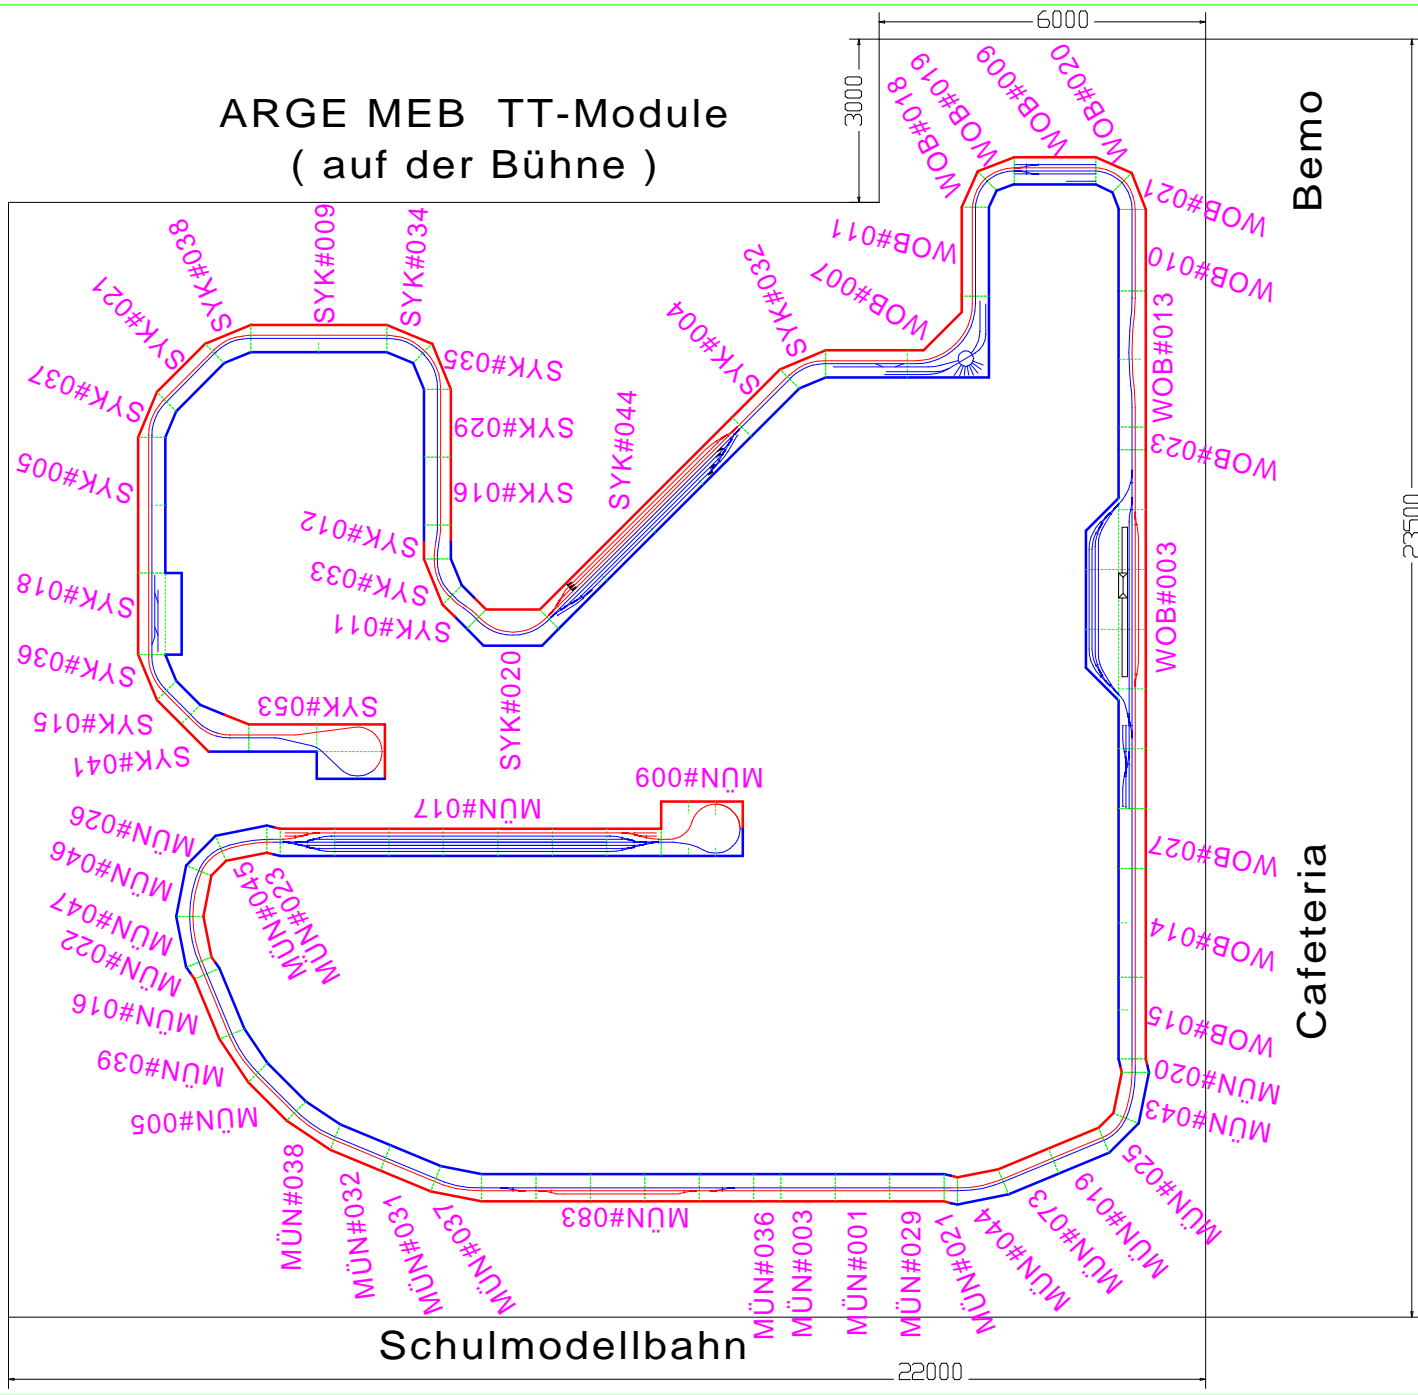 6000
3000
ARGE MEB TT-Module
( auf der Bühne )
Bemo
23500
WOB#018
WOB#019
WOB#009
WOB#020
WOB#021
WOB#010
WOB#011
WOB#007
WOB#013
WOB#023
WOB#003
WOB#027
WOB#014
WOB#015
SYK#038
SYK#009
SYK#034
SYK#021
SYK#037
SYK#035
SYK#029
SYK#016
SYK#005
SYK#012
SYK#033
SYK#011
SYK#018
SYK#036
SYK#015
SYK#041
SYK#053
SYK#020
SYK#044
SYK#004
SYK#032
MÜN#009
MÜN#017
MÜN#026
MÜN#046
MÜN#047
MÜN#022
MÜN#045
MÜN#023
MÜN#016
MÜN#039
MÜN#005
MÜN#038
MÜN#032
MÜN#031
MÜN#037
MÜN#083
MÜN#036
MÜN#003
MÜN#001
MÜN#029
MÜN#021
MÜN#044
MÜN#073
MÜN#019
MÜN#025
MÜN#043
MÜN#020
Cafeteria
Schulmodellbahn
22000